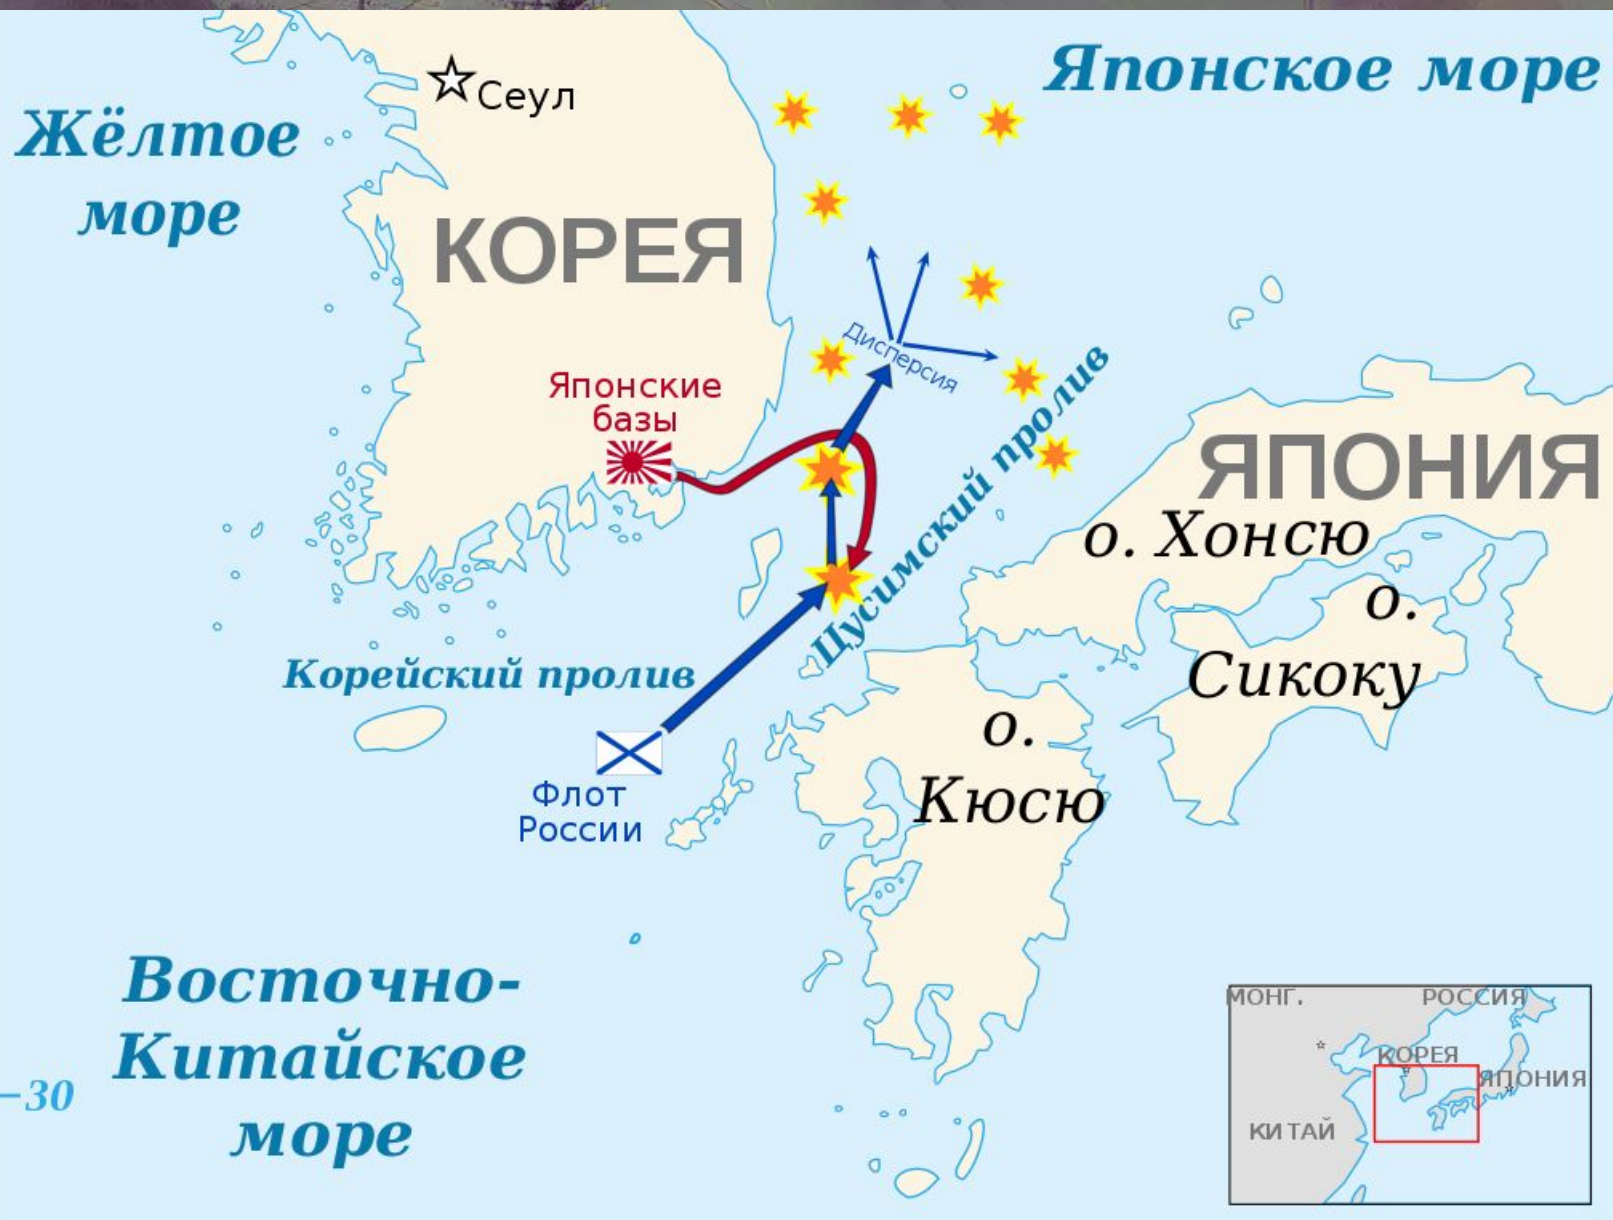 Японское море
Сеул
Жёлтое
море
КОРЕЯ
Дисперсия
Японские
базы
Цусимский пролив
ЯПОНИЯ
о. Хонсю
о.
Сикоку
Корейский пролив
о.
Кюсю
Флот
России
Восточно-
Китайское
море
–30
МОНГ.
РОССИЯ
КОРЕЯ
ЯПОНИЯ
КИТАЙ